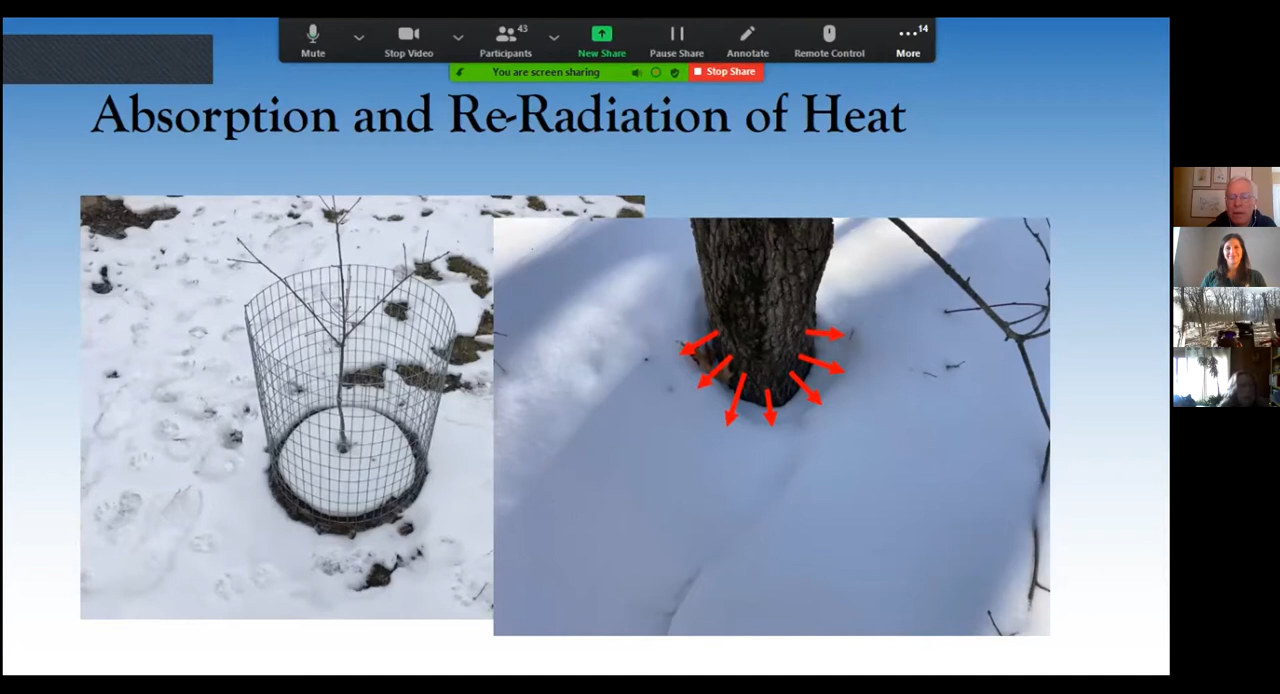 43
14
Mute
Stop Video
Participants
New Share
Pause Share
Annotate
Remote Control
More
You are screen sharing
Stop Share
Absorption and Re-Radiation of Heat